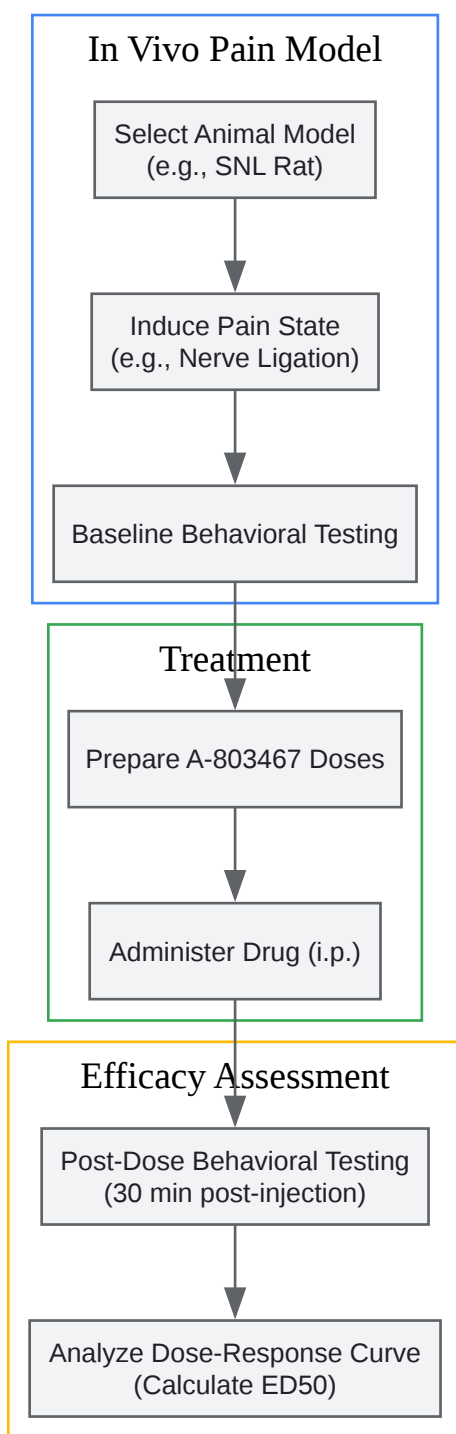 In Vivo Pain Model
Select Animal Model
(e.g., SNL Rat)
Induce Pain State
(e.g., Nerve Ligation)
Baseline Behavioral Testing
Treatment
Prepare A-803467 Doses
Administer Drug (i.p.)
Efficacy Assessment
Post-Dose Behavioral Testing
(30 min post-injection)
Analyze Dose-Response Curve
(Calculate ED50)